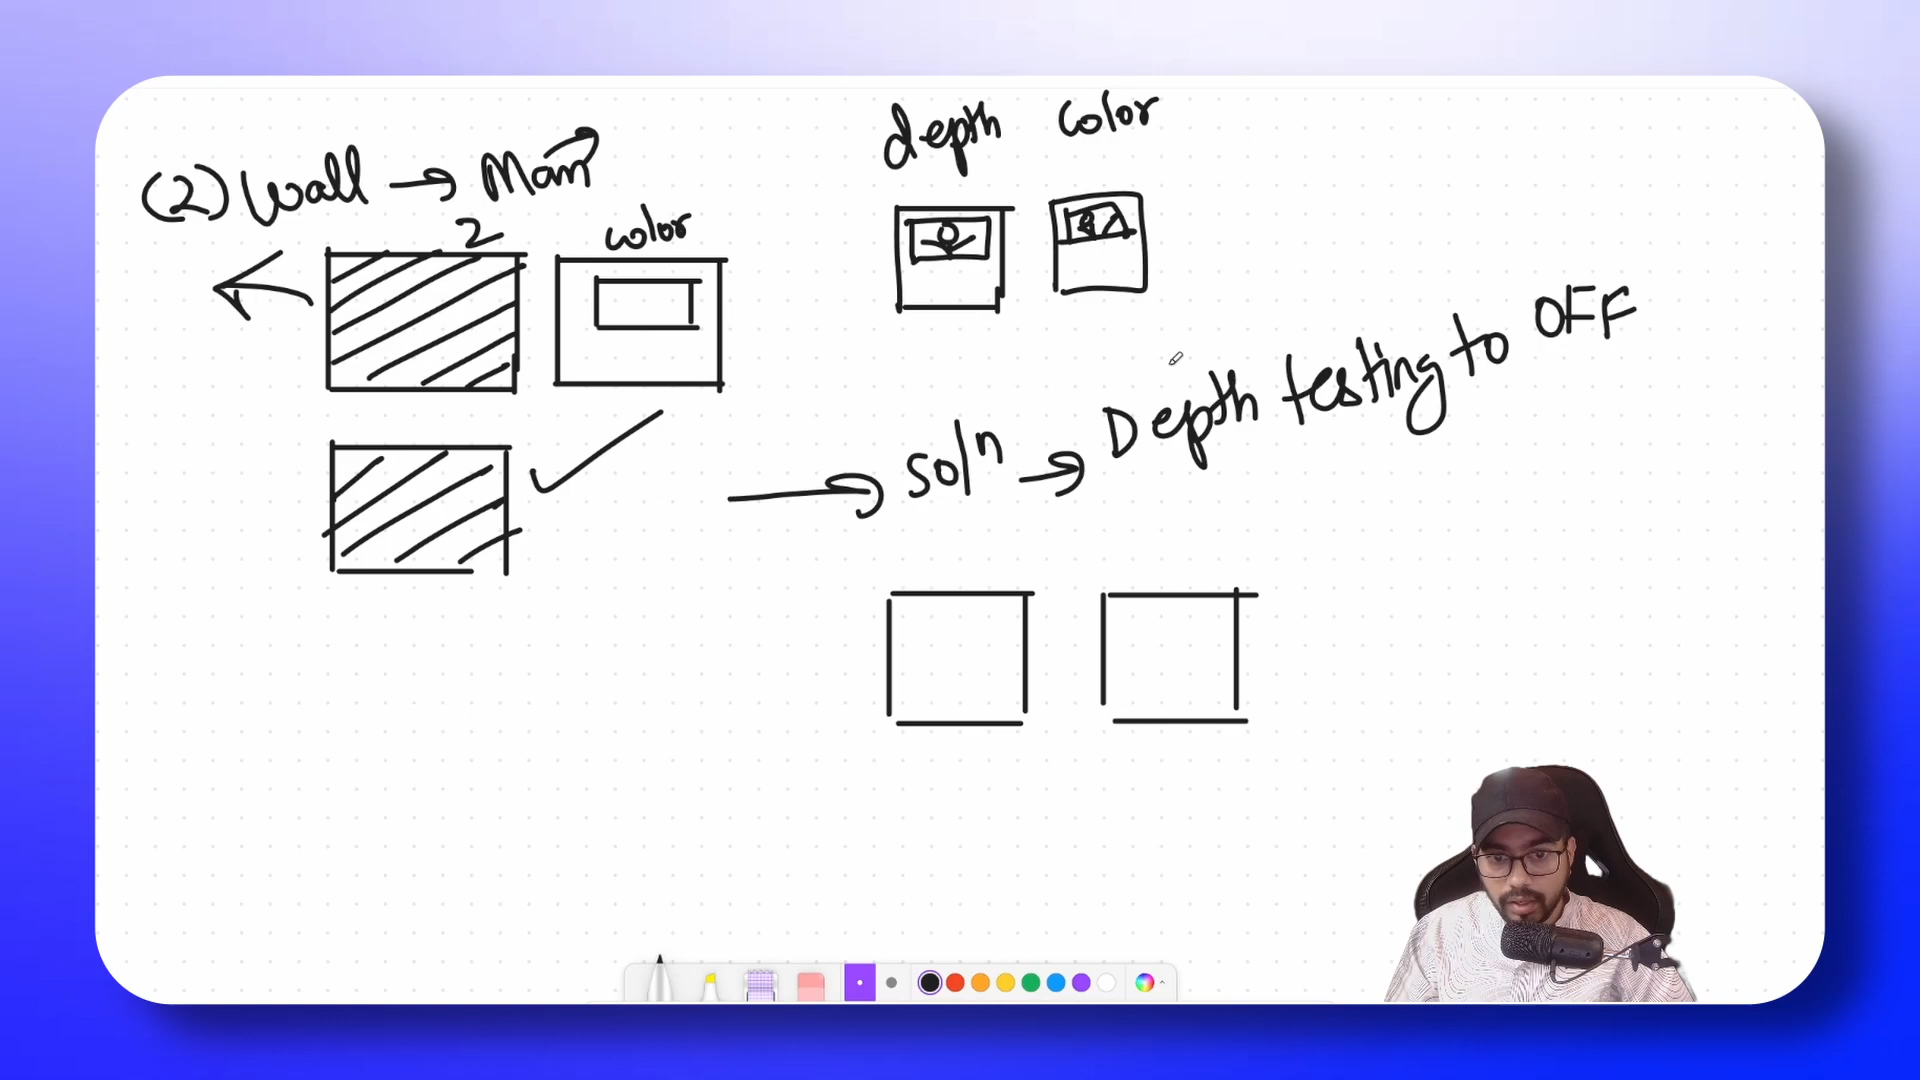 (2) Wall → Man
2
color
depth color
Solⁿ → Depth testing to OFF